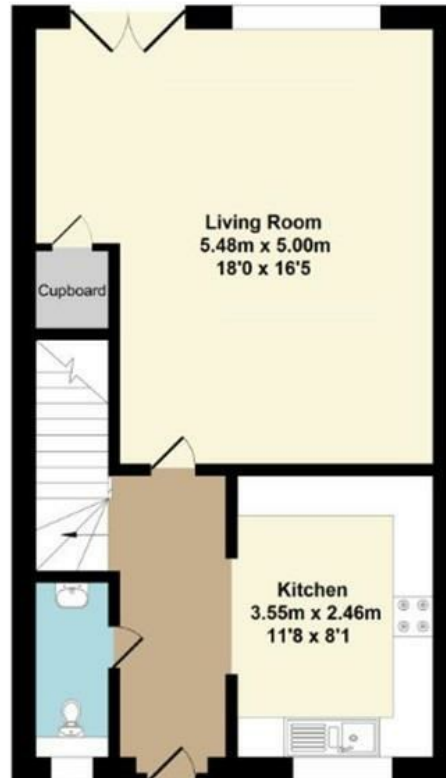 Living Room
5.48m x 5.00m
18'0 x 16'5
Cupboard
Kitchen
3.55m x 2.46m
11'8 x 8'1